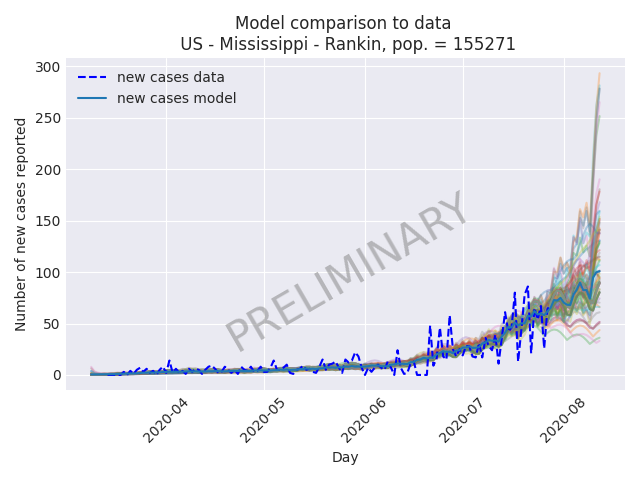 Model comparison to data
US - Mississippi - Rankin, pop. = 155271
300
250
200
150
100
50
0
Number of new cases reported
new cases data
new cases model
PRELIMINARY
2020-04
2020-05
2020-06
2020-07
2020-08
Day